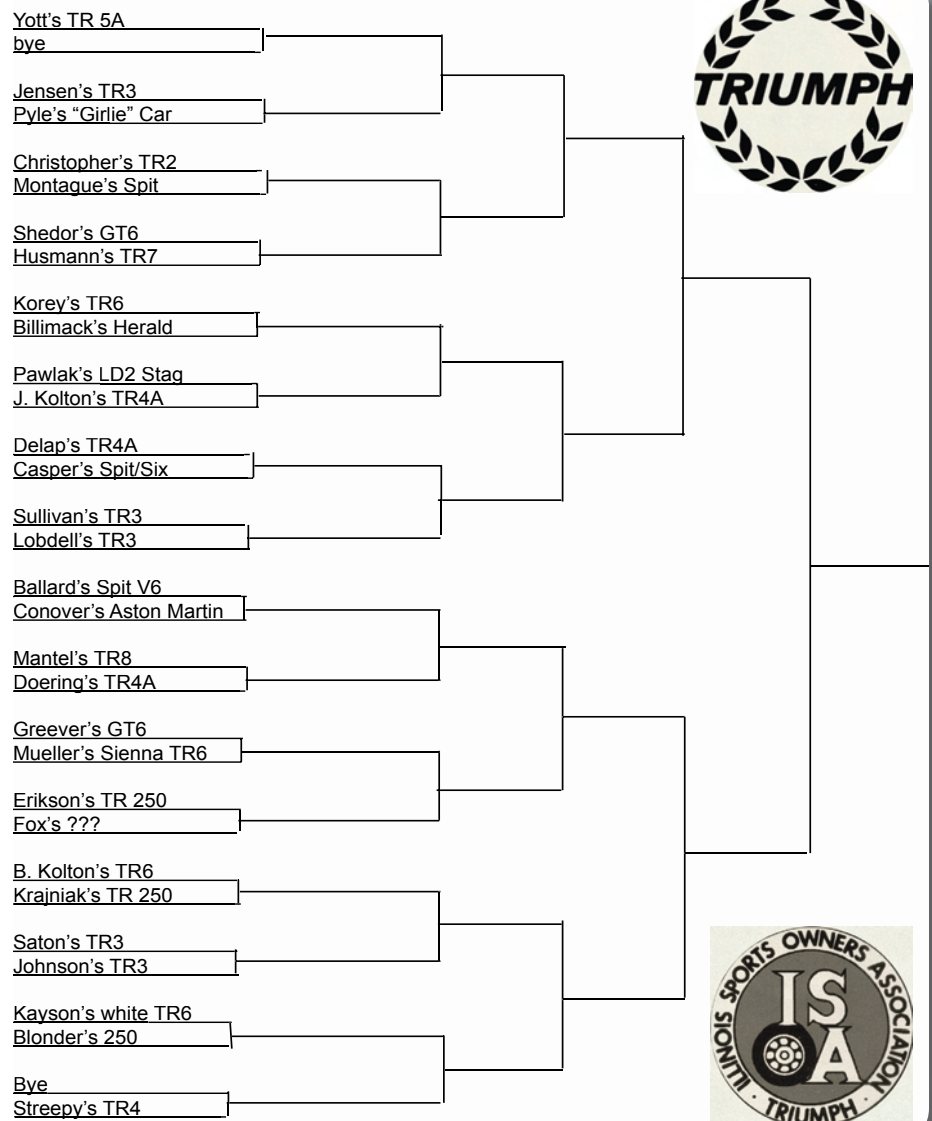 Yott’s TR 5A
bye
TRIUMPH
Jensen’s TR3
Pyle’s “Girlie” Car
Christopher’s TR2
Montague’s Spit
Shedor’s GT6
Husmann’s TR7
Korey’s TR6
Billimack’s Herald
Pawlak’s LD2 Stag
J. Kolton’s TR4A
Delap’s TR4A
Casper’s Spit/Six
Sullivan’s TR3
Lobdell’s TR3
Ballard’s Spit V6
Conover’s Aston Martin
Mantel’s TR8
Doering’s TR4A
Greever’s GT6
Mueller’s Sienna TR6
Erikson’s TR 250
Fox’s ???
B. Kolton’s TR6
Krajniak’s TR 250
Saton’s TR3
Johnson’s TR3
Kayson’s white TR6
Blonder’s 250
Bye
Streepy’s TR4
ILLINOIS SPORTS OWNERS ASSOCIATION
IS
OA
· TRIUMPH ·